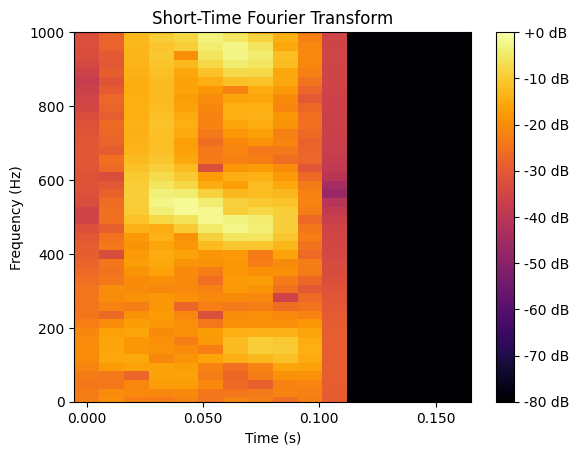 Short-Time Fourier Transform
1000
800
600
400
200
0
Frequency (Hz)
0.000
0.050
0.100
0.150
Time (s)
+0 dB
-10 dB
-20 dB
-30 dB
-40 dB
-50 dB
-60 dB
-70 dB
-80 dB